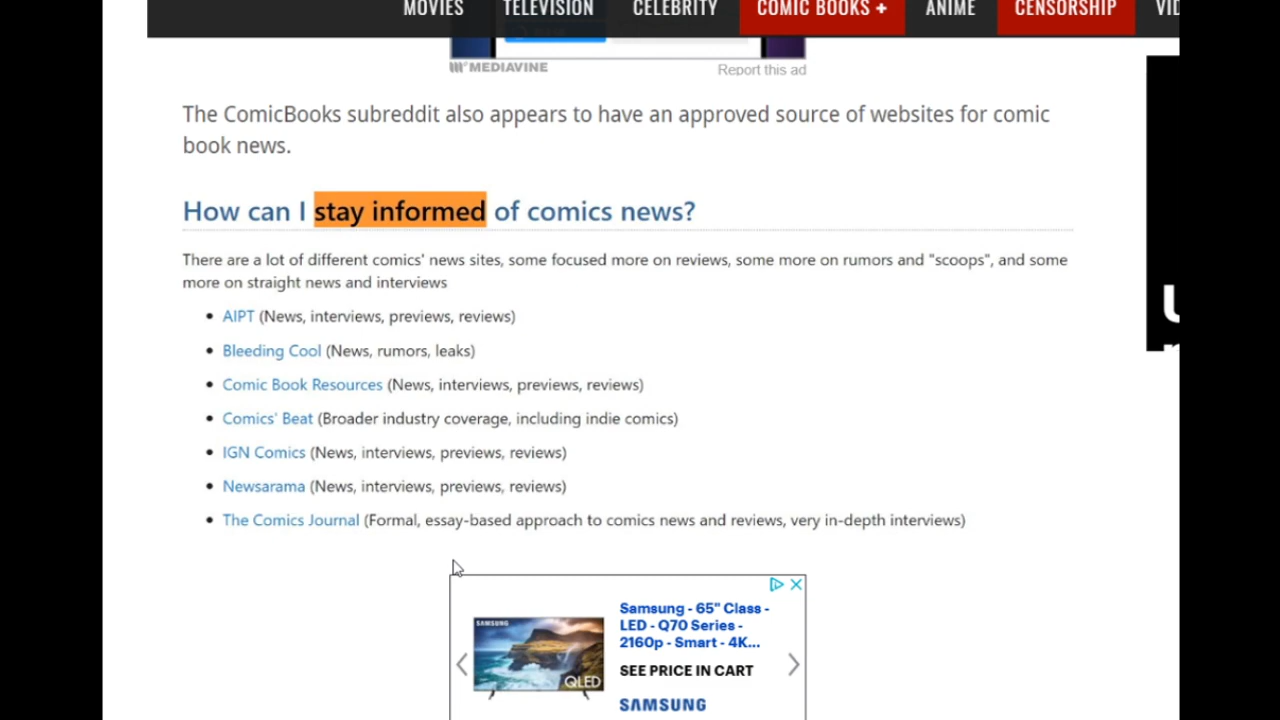 MOVIES TELEVISION CELEBRITY COMIC BOOKS + ANIME CENSORSHIP
MEDIAVINE Report this ad
The ComicBooks subreddit also appears to have an approved source of websites for comic
book news.
How can I stay informed of comics news?
There are a lot of different comics' news sites, some focused more on reviews, some more on rumors and "scoops", and some
more on straight news and interviews
• AIPT (News, interviews, previews, reviews)
• Bleeding Cool (News, rumors, leaks)
• Comic Book Resources (News, interviews, previews, reviews)
• Comics' Beat (Broader industry coverage, including indie comics)
• IGN Comics (News, interviews, previews, reviews)
• Newsarama (News, interviews, previews, reviews)
• The Comics Journal (Formal, essay-based approach to comics news and reviews, very in-depth interviews)
Samsung - 65" Class -
LED - Q70 Series -
2160p - Smart - 4K...
SEE PRICE IN CART
SAMSUNG
SAMSUNG
QLED